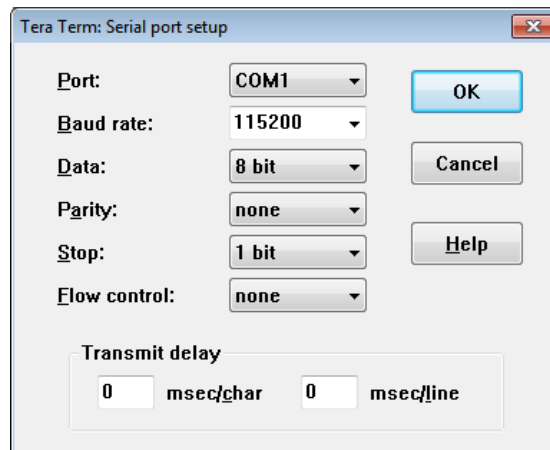 Tera Term: Serial port setup
Port: COM1
OK
Baud rate: 115200
Data: 8 bit
Cancel
Parity: none
Stop: 1 bit
Help
Flow control: none
Transmit delay
0 msec/char 0 msec/line